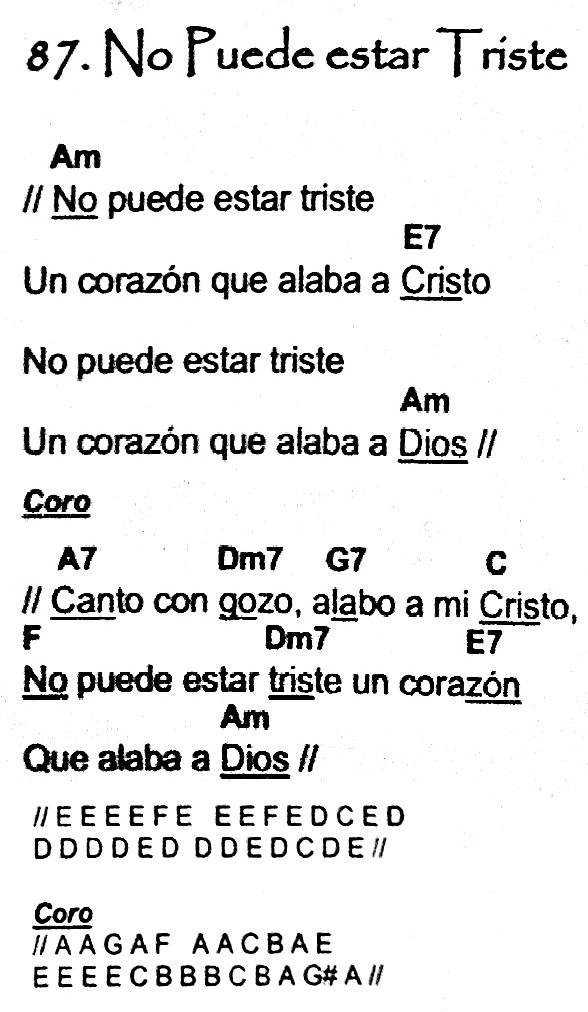 87. No Puede estar Triste
Am
// No puede estar triste
E7
Un corazón que alaba a Cristo
No puede estar triste
Am
Un corazón que alaba a Dios //
Coro
A7 Dm7 G7 C
// Canto con gozo, alabo a mi Cristo,
F Dm7 E7
No puede estar triste un corazón
Am
Que alaba a Dios //
// E E E E F E E E F E D C E D
D D D D E D D D E D C D E //
Coro
// A A G A F A A C B A E
E E E E C B B B C B A G# A //